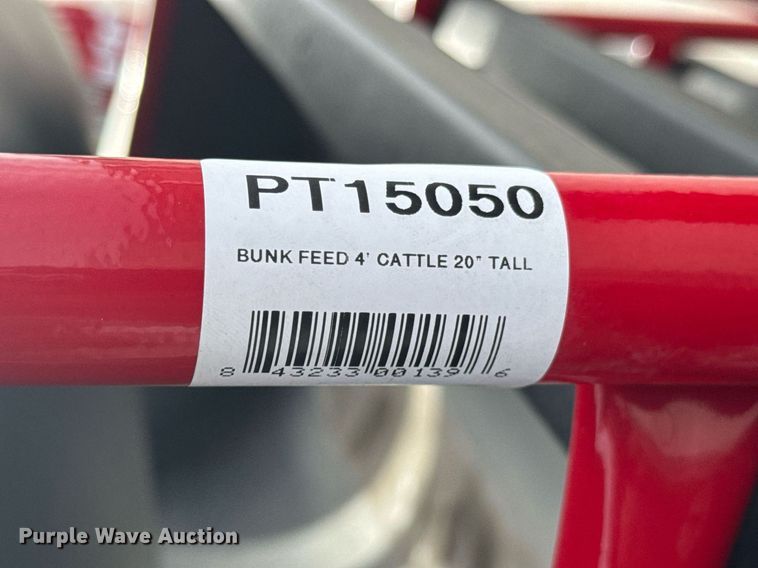 PT15050
BUNK FEED 4' CATTLE 20" TALL
8 43233 00139 6
Purple Wave Auction